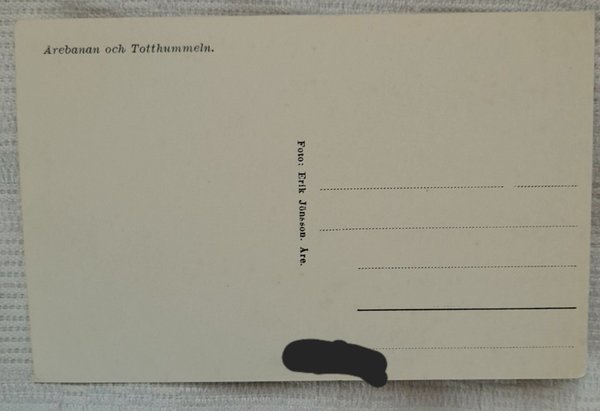 Årebanan och Totthummeln.
Foto: Erik Jönsson. Åre.